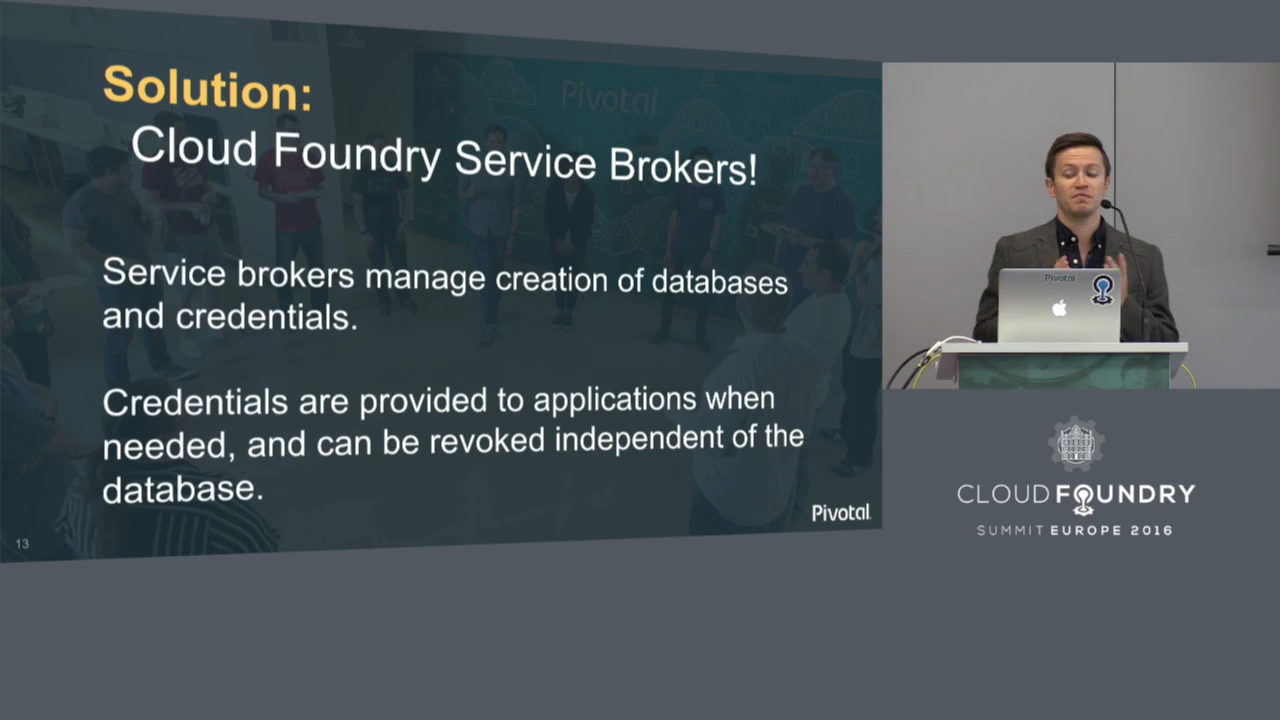 Solution:
Cloud Foundry Service Brokers!
Service brokers manage creation of databases
and credentials.
Credentials are provided to applications when
needed, and can be revoked independent of the
database.
Pivotal
13
Pivotal
Pivotal
CLOUD FOUNDRY
SUMMIT EUROPE 2016